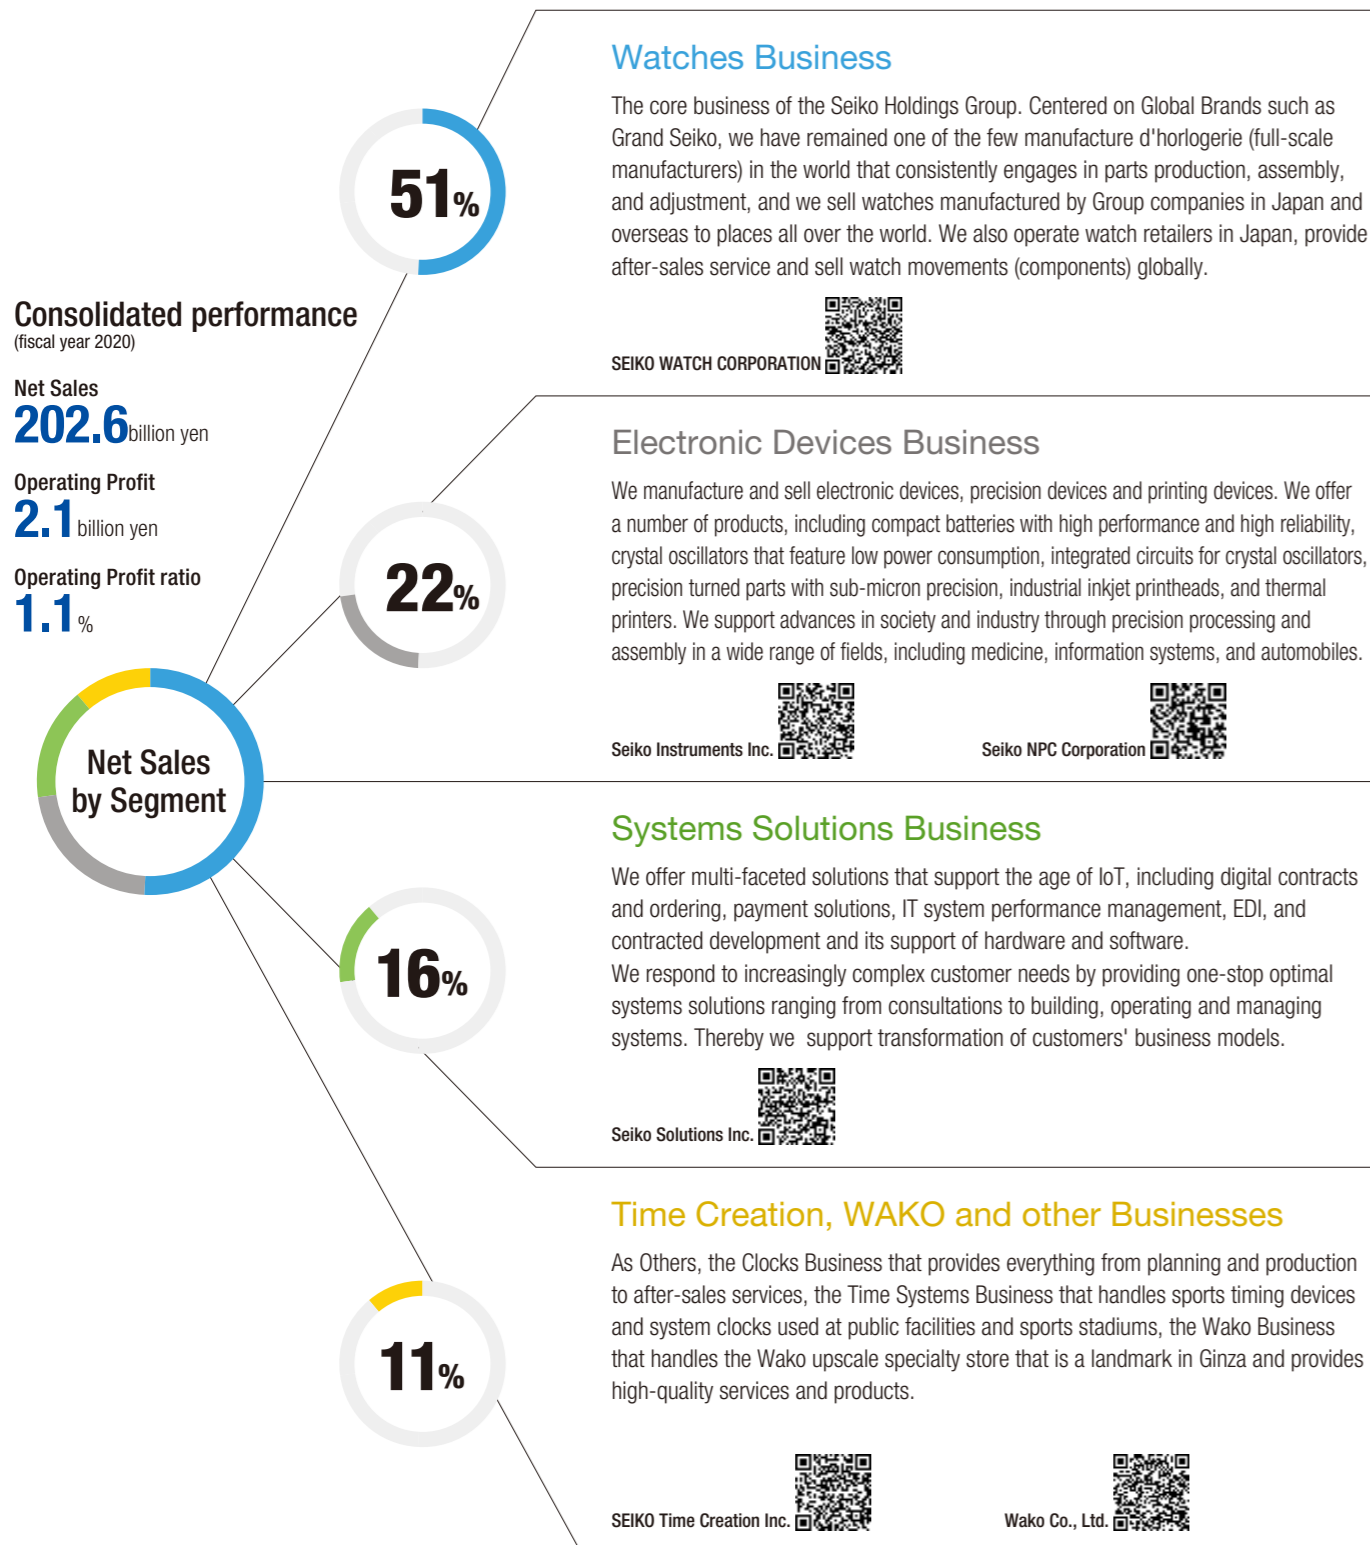 Consolidated performance
(fiscal year 2020)
Net Sales
202.6 billion yen
Operating Profit
2.1 billion yen
Operating Profit ratio
1.1 %
Net Sales
by Segment
51%
Watches Business
The core business of the Seiko Holdings Group. Centered on Global Brands such as
Grand Seiko, we have remained one of the few manufacture d'horlogerie (full-scale
manufacturers) in the world that consistently engages in parts production, assembly,
and adjustment, and we sell watches manufactured by Group companies in Japan and
overseas to places all over the world. We also operate watch retailers in Japan, provide
after-sales service and sell watch movements (components) globally.
SEIKO WATCH CORPORATION
22%
Electronic Devices Business
We manufacture and sell electronic devices, precision devices and printing devices. We offer
a number of products, including compact batteries with high performance and high reliability,
crystal oscillators that feature low power consumption, integrated circuits for crystal oscillators,
precision turned parts with sub-micron precision, industrial inkjet printheads, and thermal
printers. We support advances in society and industry through precision processing and
assembly in a wide range of fields, including medicine, information systems, and automobiles.
Seiko Instruments Inc.
Seiko NPC Corporation
16%
Systems Solutions Business
We offer multi-faceted solutions that support the age of IoT, including digital contracts
and ordering, payment solutions, IT system performance management, EDI, and
contracted development and its support of hardware and software.
We respond to increasingly complex customer needs by providing one-stop optimal
systems solutions ranging from consultations to building, operating and managing
systems. Thereby we support transformation of customers' business models.
Seiko Solutions Inc.
11%
Time Creation, WAKO and other Businesses
As Others, the Clocks Business that provides everything from planning and production
to after-sales services, the Time Systems Business that handles sports timing devices
and system clocks used at public facilities and sports stadiums, the Wako Business
that handles the Wako upscale specialty store that is a landmark in Ginza and provides
high-quality services and products.
SEIKO Time Creation Inc.
Wako Co., Ltd.